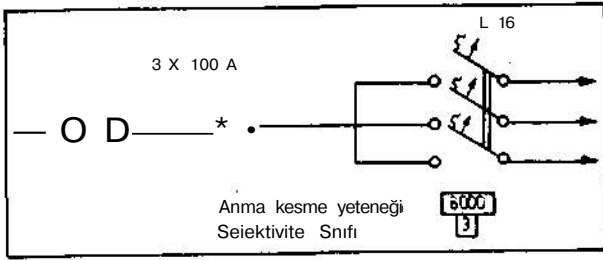 L 16
3 X 100 A
— O D——* •
Anma kesme yeteneği
6000
Seiektivite Snıfı
3